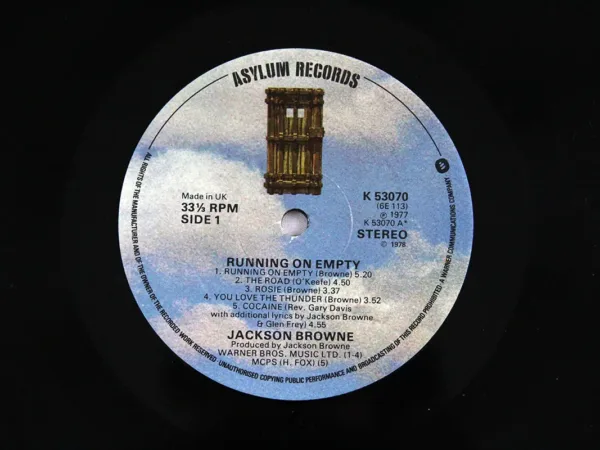 ASYLUM RECORDS
Made in UK
33⅓ RPM
SIDE 1
K 53070
(6E 113)
℗ 1977
K 53070 A*
STEREO
© 1978
RUNNING ON EMPTY
1. RUNNING ON EMPTY (Browne) 5.20
2. THE ROAD (O'Keefe) 4.50
3. ROSIE (Browne) 3.37
4. YOU LOVE THE THUNDER (Browne) 3.52
5. COCAINE (Rev. Gary Davis
with additional lyrics by Jackson Browne
& Glen Frey) 4.55
JACKSON BROWNE
Produced by Jackson Browne
WARNER BROS. MUSIC LTD. (1-4)
MCPS (H. FOX) (5)
ALL RIGHTS OF THE MANUFACTURER AND OF THE OWNER OF THE RECORDED WORK RESERVED UNAUTHORISED COPYING PUBLIC PERFORMANCE AND BROADCASTING OF THIS RECORD PROHIBITED. A WARNER COMMUNICATIONS COMPANY